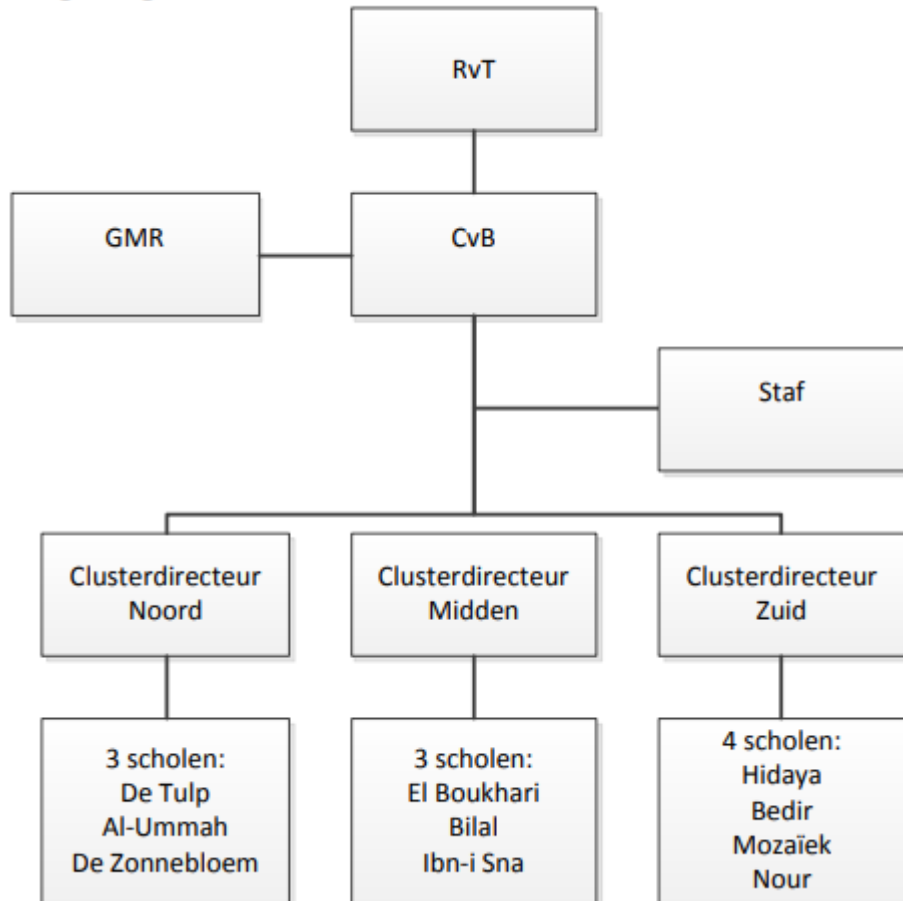 RvT
GMR
CvB
Staf
Clusterdirecteur
Noord
Clusterdirecteur
Midden
Clusterdirecteur
Zuid
3 scholen:
De Tulp
Al-Ummah
De Zonnebloem
3 scholen:
El Boukhari
Bilal
Ibn-i Sna
4 scholen:
Hidaya
Bedir
Mozaïek
Nour